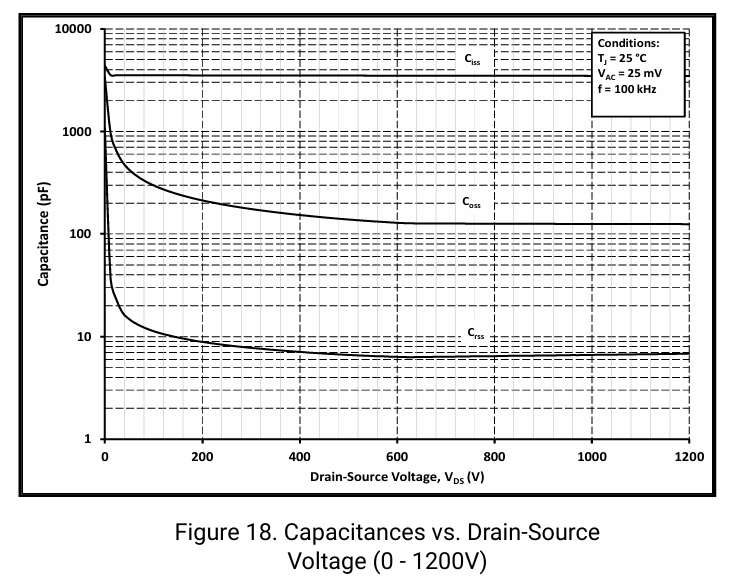 10000
1000
100
10
1
Capacitance (pF)
Ciss
Coss
Crss
Conditions:
TJ = 25 °C
VAC = 25 mV
f = 100 kHz
0 200 400 600 800 1000 1200
Drain-Source Voltage, VDS (V)
Figure 18. Capacitances vs. Drain-Source
Voltage (0 - 1200V)